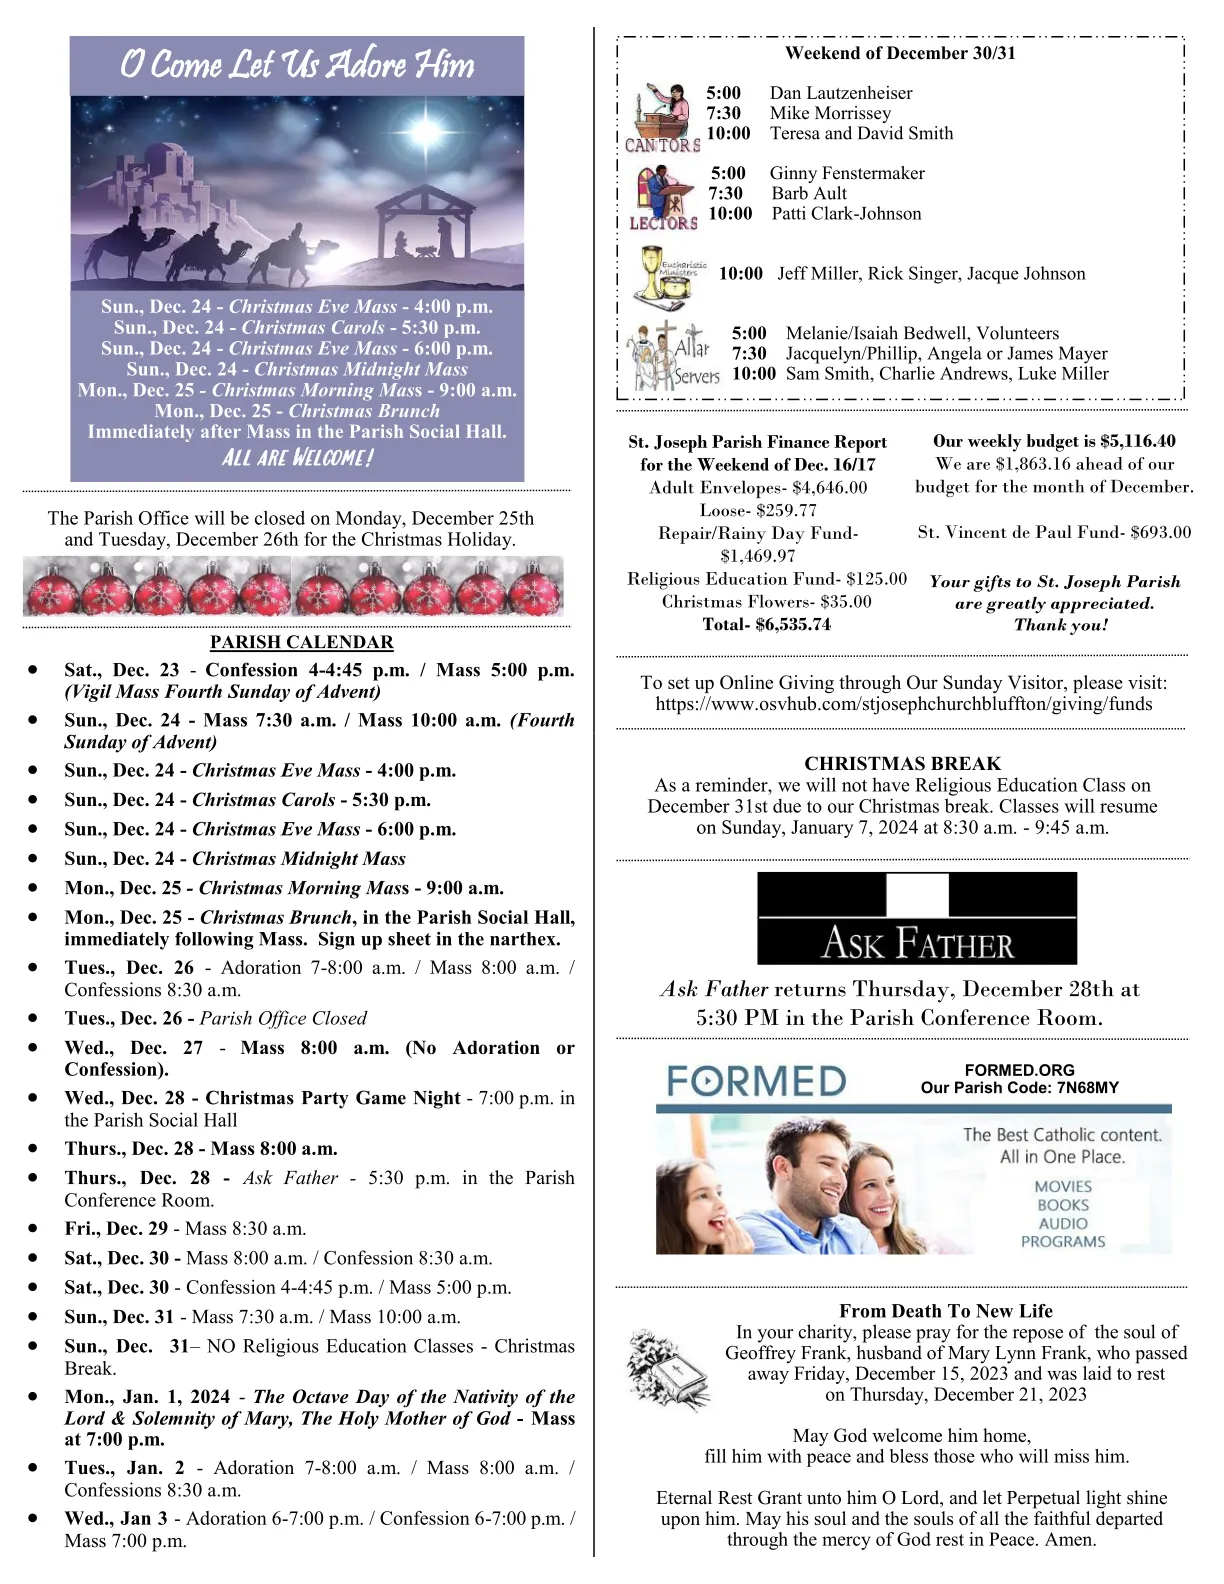 O Come Let Us Adore Him
Sun., Dec. 24 - Christmas Eve Mass - 4:00 p.m.
Sun., Dec. 24 - Christmas Carols - 5:30 p.m.
Sun., Dec. 24 - Christmas Eve Mass - 6:00 p.m.
Sun., Dec. 24 - Christmas Midnight Mass
Mon., Dec. 25 - Christmas Morning Mass - 9:00 a.m.
Mon., Dec. 25 - Christmas Brunch
Immediately after Mass in the Parish Social Hall.
ALL ARE WELCOME!
The Parish Office will be closed on Monday, December 25th
and Tuesday, December 26th for the Christmas Holiday.
PARISH CALENDAR
● Sat., Dec. 23 - Confession 4-4:45 p.m. / Mass 5:00 p.m.
(Vigil Mass Fourth Sunday of Advent)
● Sun., Dec. 24 - Mass 7:30 a.m. / Mass 10:00 a.m. (Fourth
Sunday of Advent)
● Sun., Dec. 24 - Christmas Eve Mass - 4:00 p.m.
● Sun., Dec. 24 - Christmas Carols - 5:30 p.m.
● Sun., Dec. 24 - Christmas Eve Mass - 6:00 p.m.
● Sun., Dec. 24 - Christmas Midnight Mass
● Mon., Dec. 25 - Christmas Morning Mass - 9:00 a.m.
● Mon., Dec. 25 - Christmas Brunch, in the Parish Social Hall,
immediately following Mass. Sign up sheet in the narthex.
● Tues., Dec. 26 - Adoration 7-8:00 a.m. / Mass 8:00 a.m. /
Confessions 8:30 a.m.
● Tues., Dec. 26 - Parish Office Closed
● Wed., Dec. 27 - Mass 8:00 a.m. (No Adoration or
Confession).
● Wed., Dec. 28 - Christmas Party Game Night - 7:00 p.m. in
the Parish Social Hall
● Thurs., Dec. 28 - Mass 8:00 a.m.
● Thurs., Dec. 28 - Ask Father - 5:30 p.m. in the Parish
Conference Room.
● Fri., Dec. 29 - Mass 8:30 a.m.
● Sat., Dec. 30 - Mass 8:00 a.m. / Confession 8:30 a.m.
● Sat., Dec. 30 - Confession 4-4:45 p.m. / Mass 5:00 p.m.
● Sun., Dec. 31 - Mass 7:30 a.m. / Mass 10:00 a.m.
● Sun., Dec. 31– NO Religious Education Classes - Christmas
Break.
● Mon., Jan. 1, 2024 - The Octave Day of the Nativity of the
Lord & Solemnity of Mary, The Holy Mother of God - Mass
at 7:00 p.m.
● Tues., Jan. 2 - Adoration 7-8:00 a.m. / Mass 8:00 a.m. /
Confessions 8:30 a.m.
● Wed., Jan 3 - Adoration 6-7:00 p.m. / Confession 6-7:00 p.m. /
Mass 7:00 p.m.
Weekend of December 30/31
CANTORS
5:00 Dan Lautzenheiser
7:30 Mike Morrissey
10:00 Teresa and David Smith
LECTORS
5:00 Ginny Fenstermaker
7:30 Barb Ault
10:00 Patti Clark-Johnson
Eucharistic
Ministers
10:00 Jeff Miller, Rick Singer, Jacque Johnson
Altar
Servers
5:00 Melanie/Isaiah Bedwell, Volunteers
7:30 Jacquelyn/Phillip, Angela or James Mayer
10:00 Sam Smith, Charlie Andrews, Luke Miller
St. Joseph Parish Finance Report
for the Weekend of Dec. 16/17
Adult Envelopes- $4,646.00
Loose- $259.77
Repair/Rainy Day Fund-
$1,469.97
Religious Education Fund- $125.00
Christmas Flowers- $35.00
Total- $6,535.74
Our weekly budget is $5,116.40
We are $1,863.16 ahead of our
budget for the month of December.
St. Vincent de Paul Fund- $693.00
Your gifts to St. Joseph Parish
are greatly appreciated.
Thank you!
To set up Online Giving through Our Sunday Visitor, please visit:
https://www.osvhub.com/stjosephchurchbluffton/giving/funds
CHRISTMAS BREAK
As a reminder, we will not have Religious Education Class on
December 31st due to our Christmas break. Classes will resume
on Sunday, January 7, 2024 at 8:30 a.m. - 9:45 a.m.
ASK FATHER
Ask Father returns Thursday, December 28th at
5:30 PM in the Parish Conference Room.
FORMED
FORMED.ORG
Our Parish Code: 7N68MY
The Best Catholic content.
All in One Place.
MOVIES
BOOKS
AUDIO
PROGRAMS
From Death To New Life
In your charity, please pray for the repose of the soul of
Geoffrey Frank, husband of Mary Lynn Frank, who passed
away Friday, December 15, 2023 and was laid to rest
on Thursday, December 21, 2023
May God welcome him home,
fill him with peace and bless those who will miss him.
Eternal Rest Grant unto him O Lord, and let Perpetual light shine
upon him. May his soul and the souls of all the faithful departed
through the mercy of God rest in Peace. Amen.